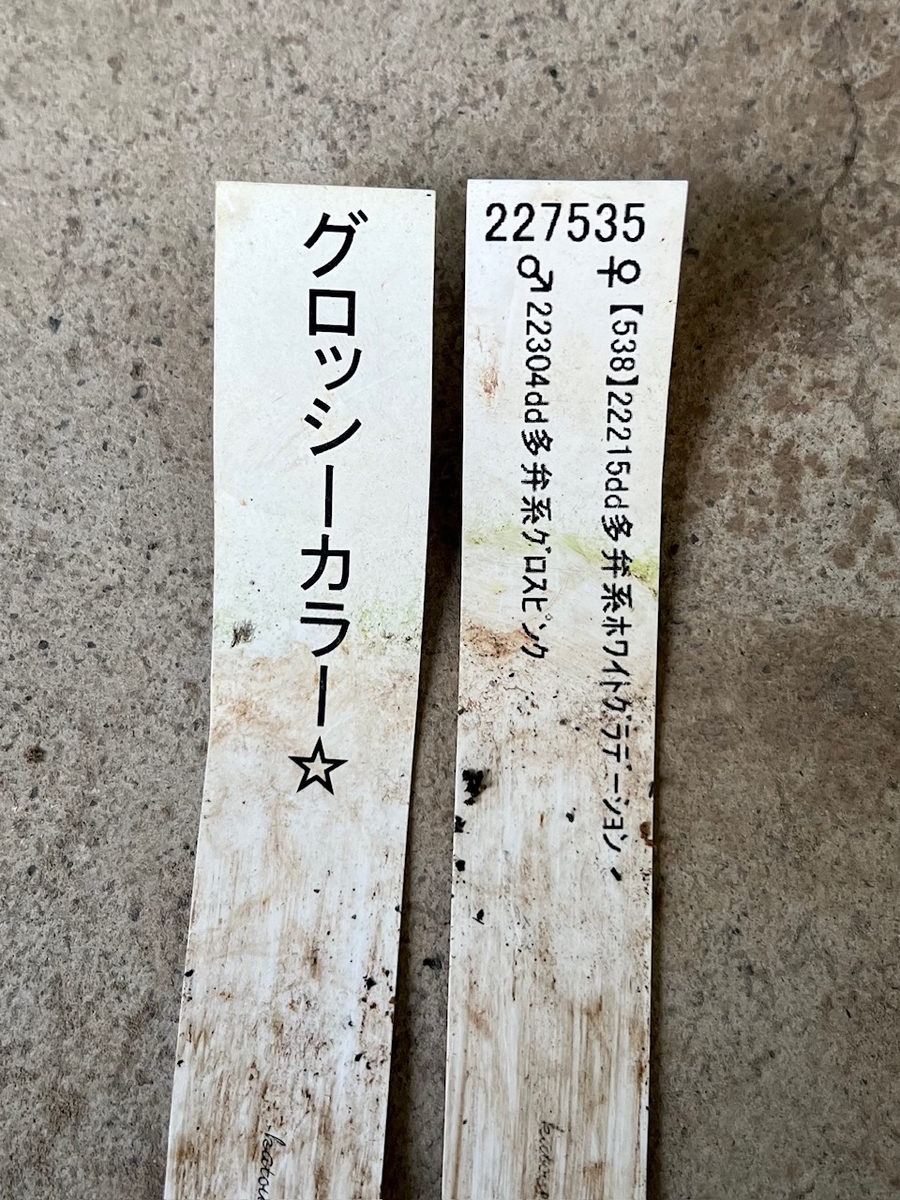 グロッシーカラー☆
227535
♀【538】22215dd多弁系ﾎﾜｲﾄｸﾞﾗﾃﾞｰｼｮﾝ
♂22304dd多弁系ｸﾞﾛｽﾋﾟﾝｸ